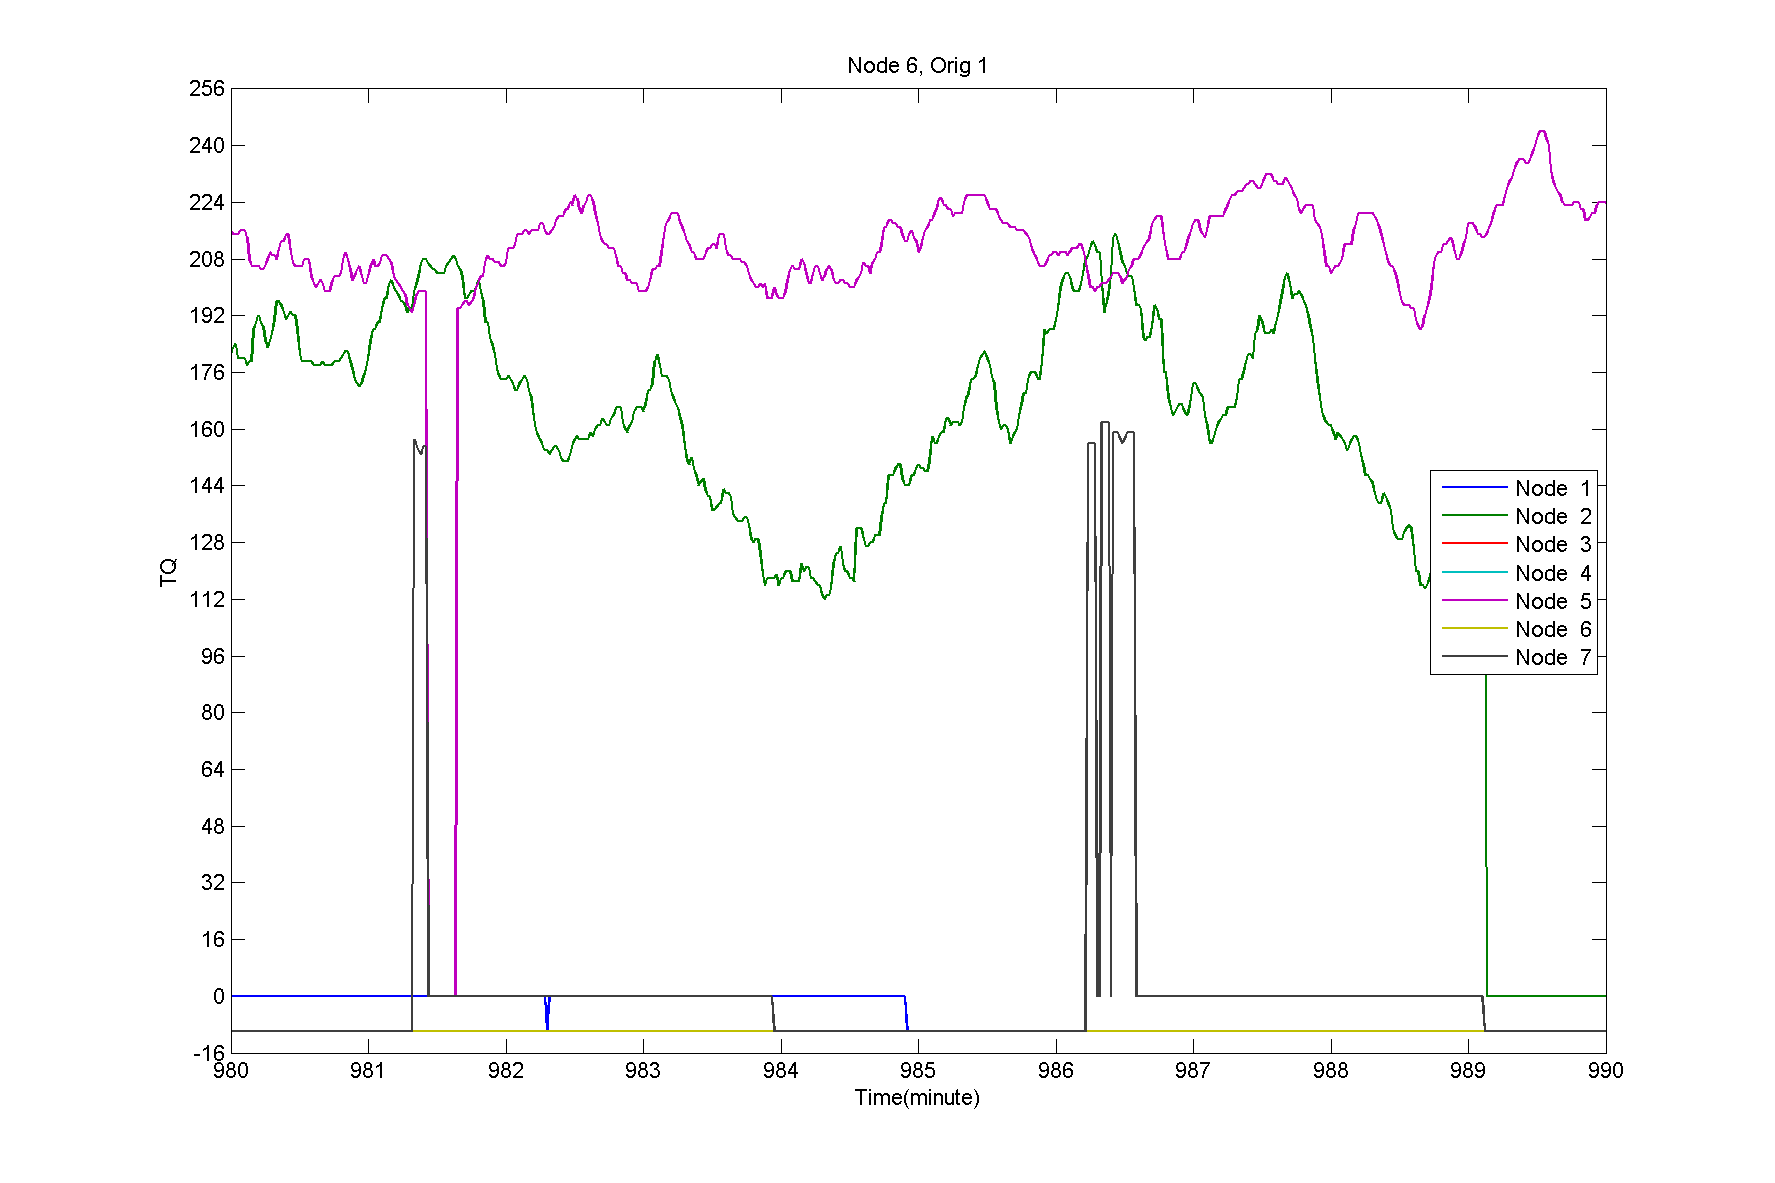 Node 6, Orig 1
256
240
224
208
192
176
160
144
128
112
96
80
64
48
32
16
0
-16
TQ
980 981 982 983 984 985 986 987 988 989 990
Time(minute)
Node 1
Node 2
Node 3
Node 4
Node 5
Node 6
Node 7